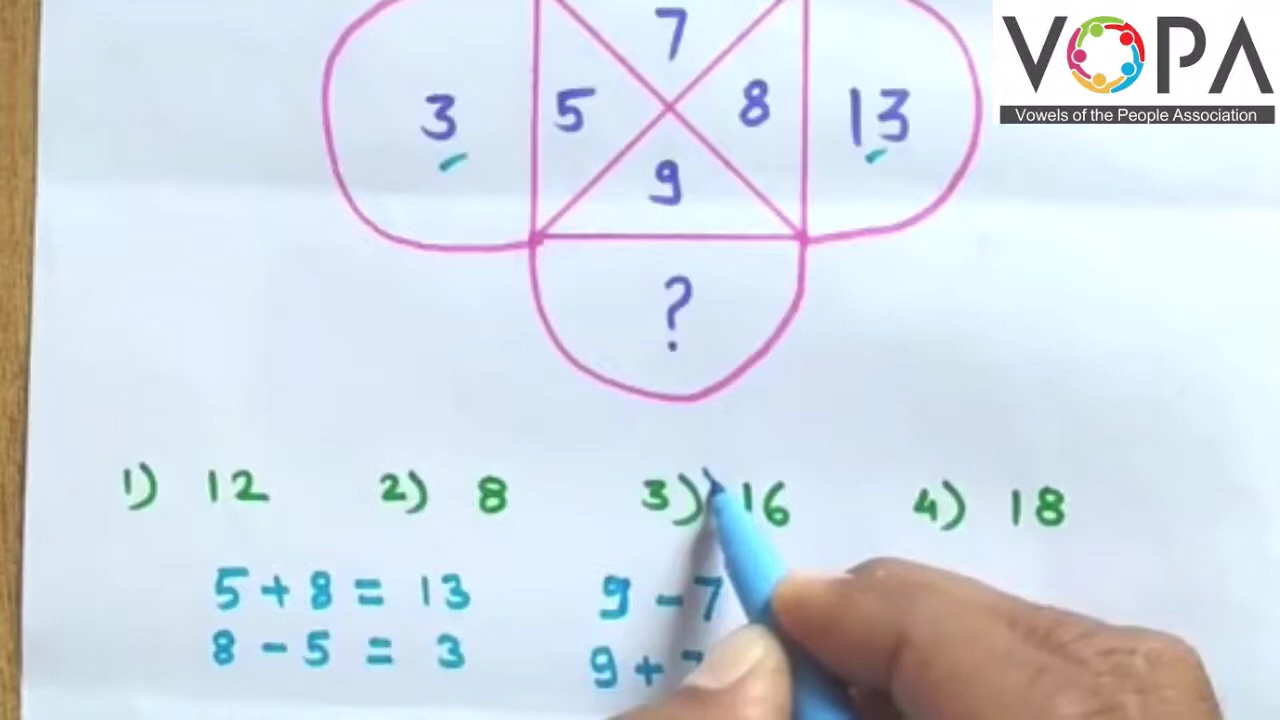 VOPA
Vowels of the People Association
7
3 5 8 13
9
?
1) 12 2) 8 3) 16 4) 18
5 + 8 = 13 9 - 7
8 - 5 = 3 9 +